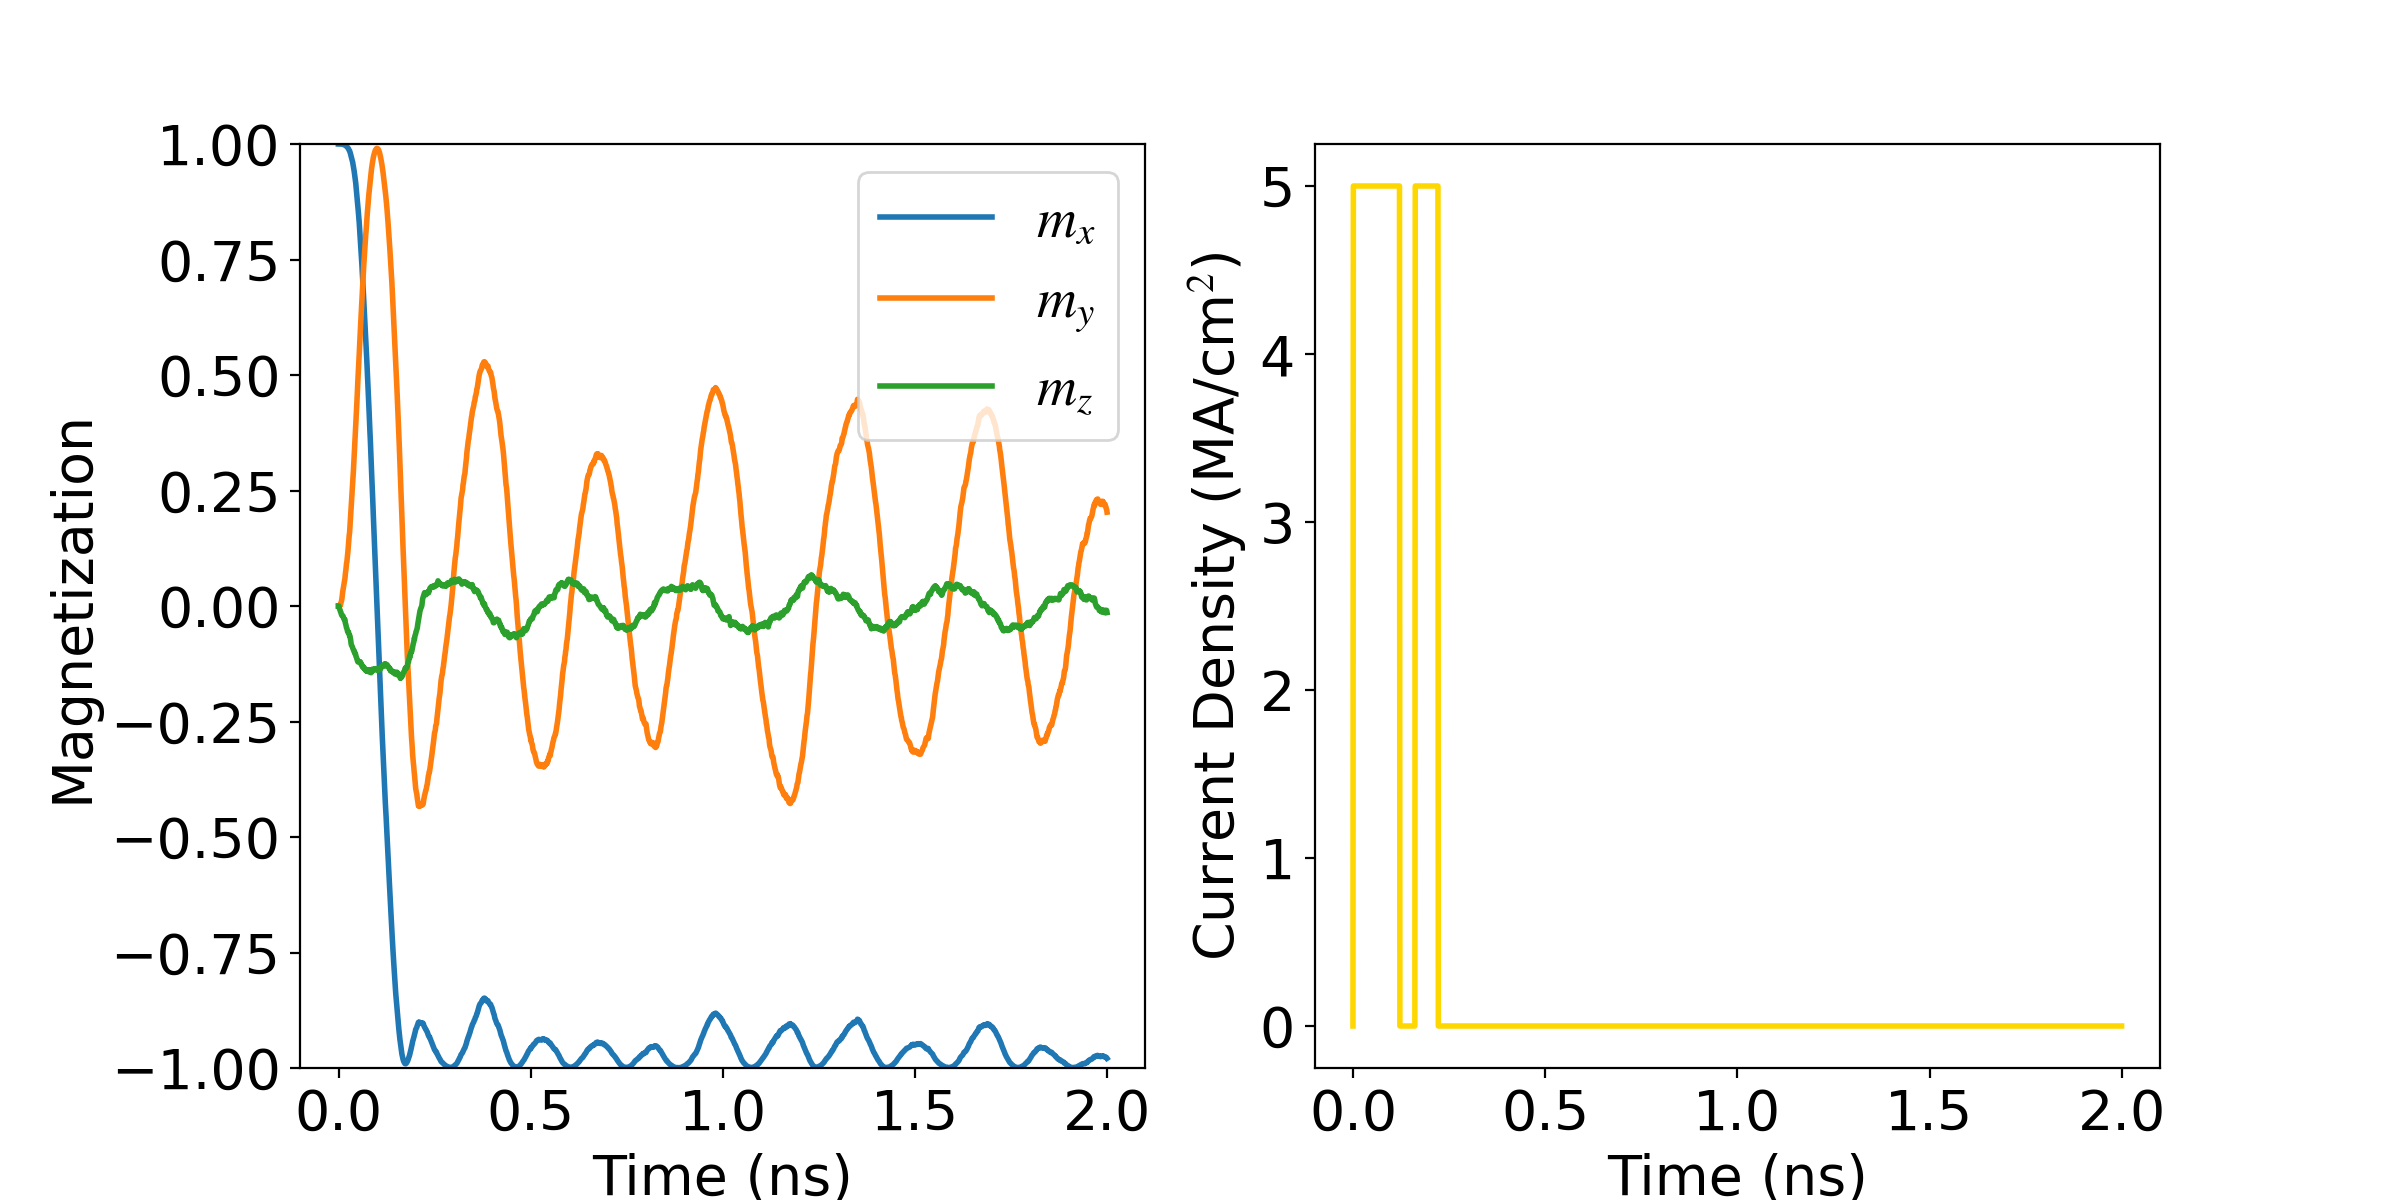 Magnetization
1.00
0.75
0.50
0.25
0.00
−0.25
−0.50
−0.75
−1.00
0.0 0.5 1.0 1.5 2.0
Time (ns)
m_x
m_y
m_z
Current Density (MA/cm²)
5
4
3
2
1
0
0.0 0.5 1.0 1.5 2.0
Time (ns)